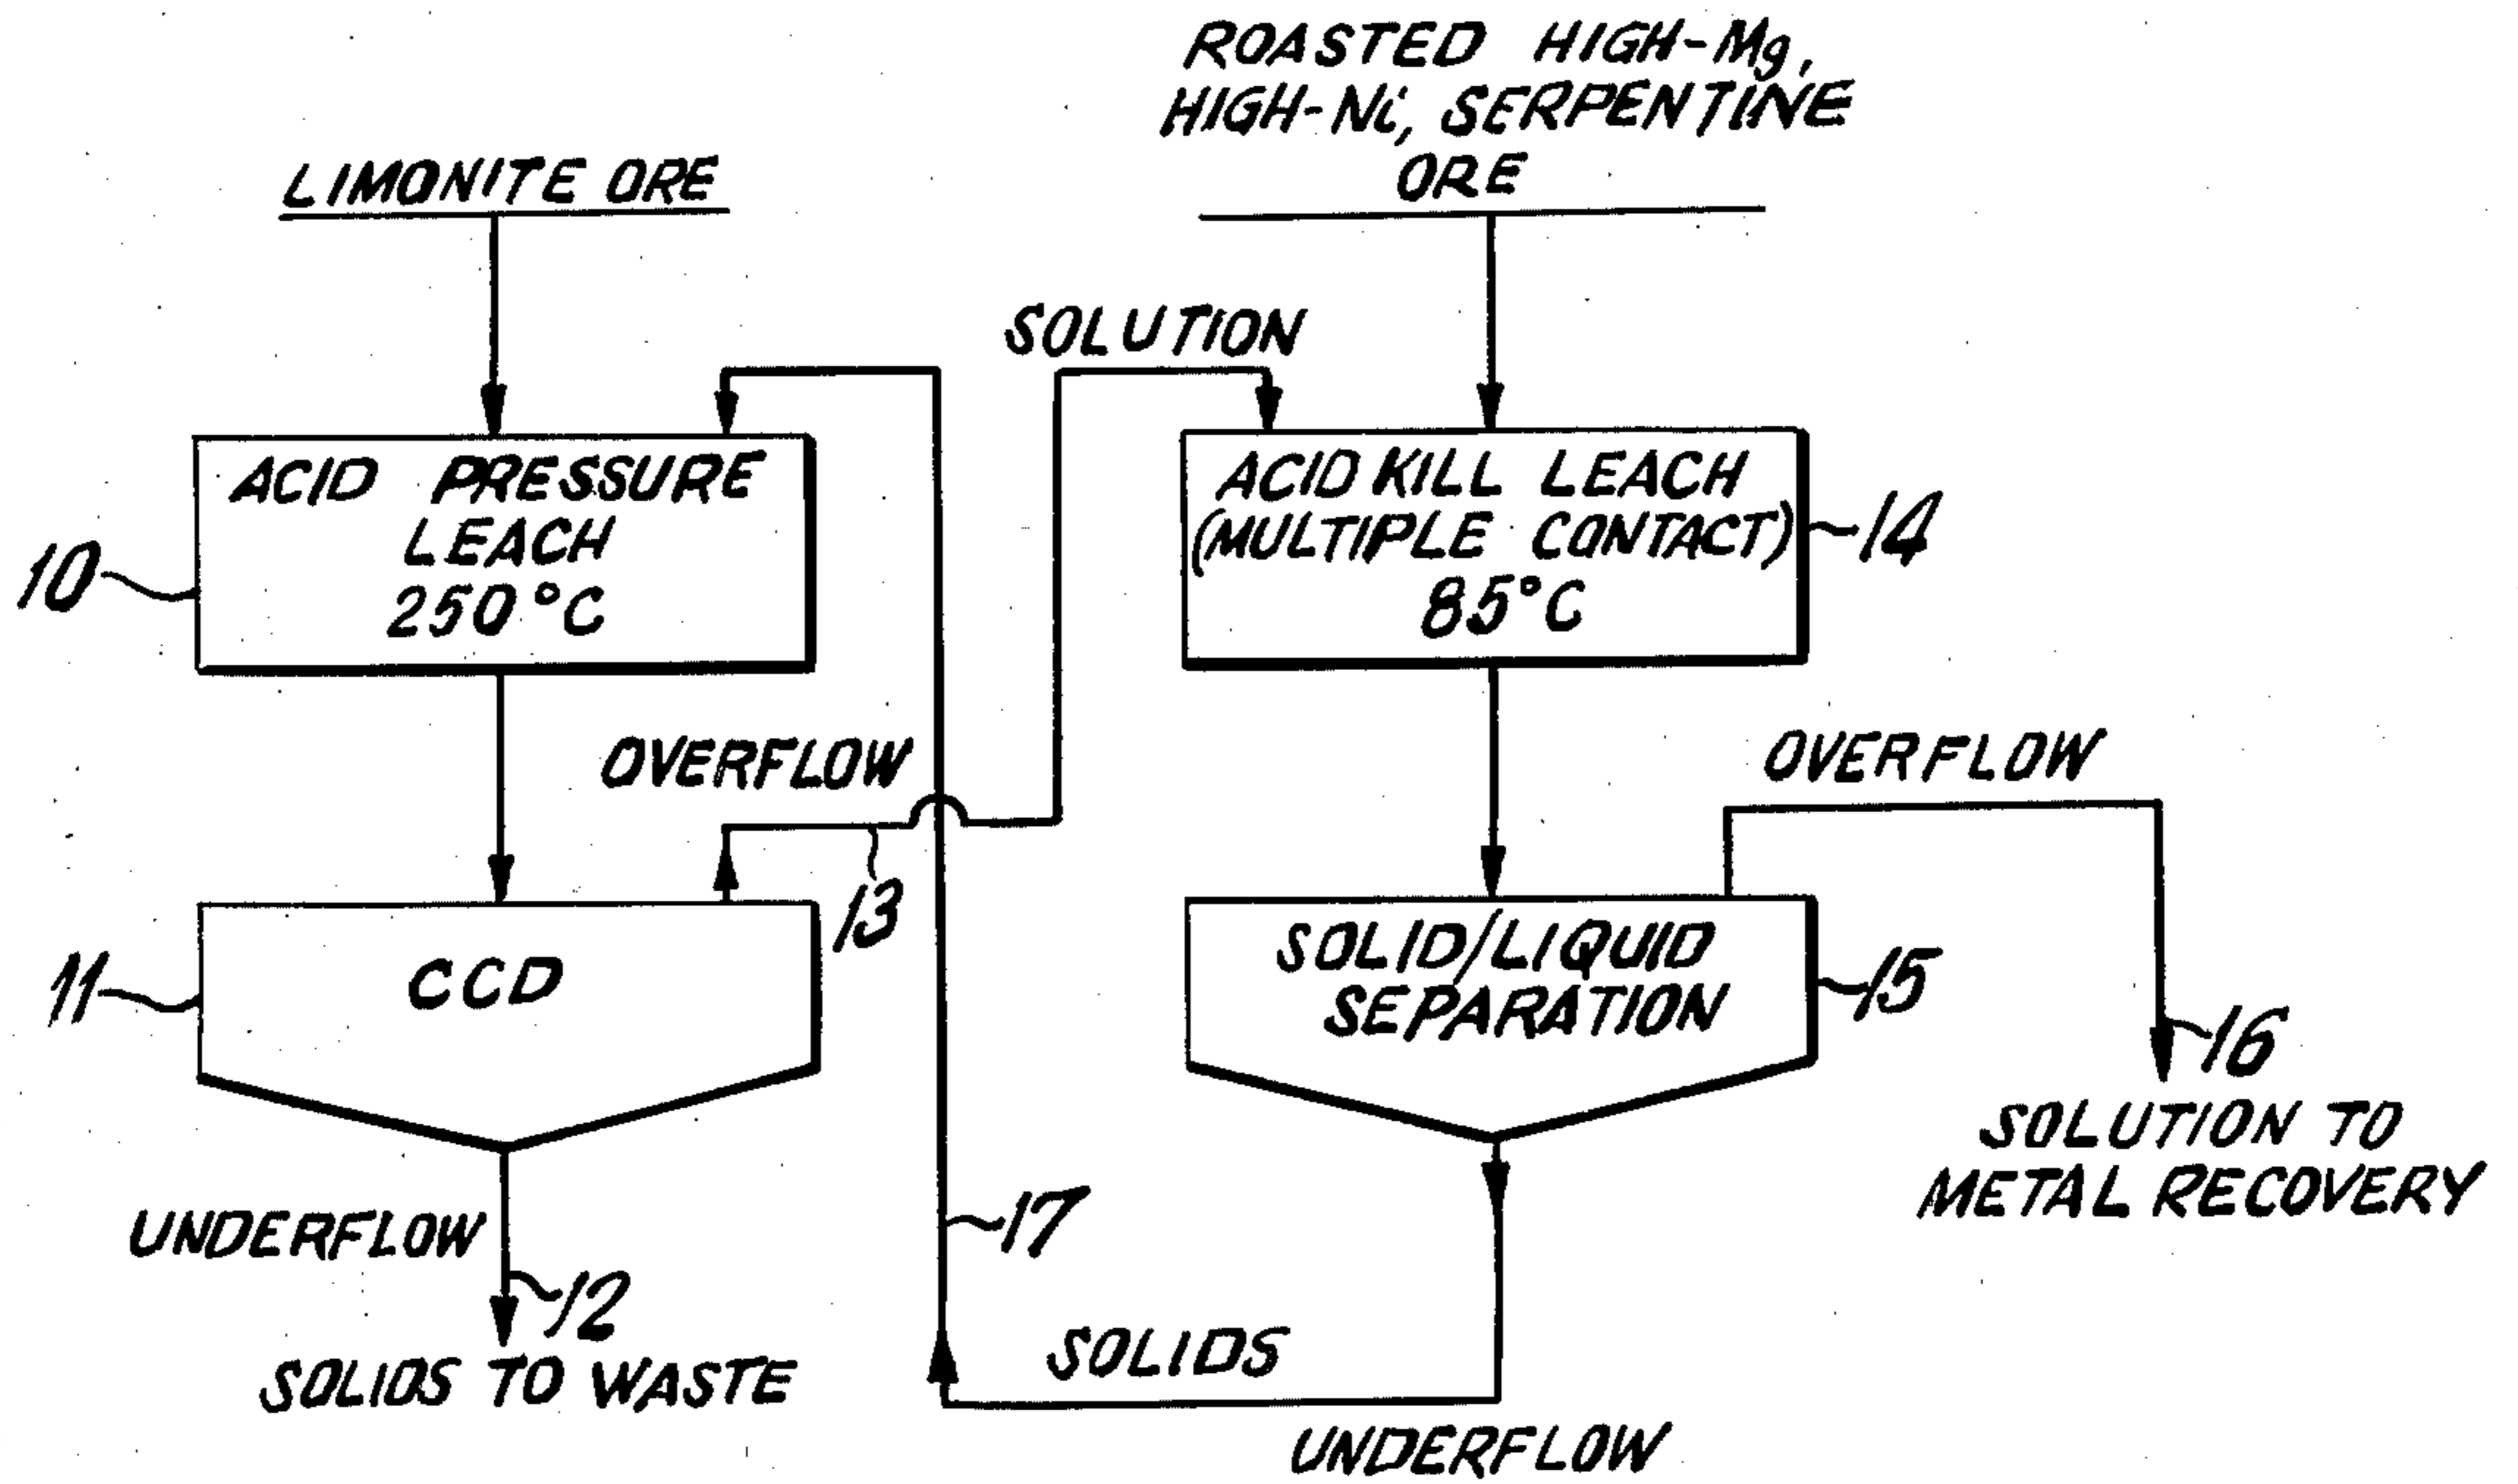 ROASTED HIGH-Mg,
HIGH-Ni, SERPENTINE
ORE
LIMONITE ORE
SOLUTION
ACID PRESSURE
LEACH
250°C
10
ACID KILL LEACH
(MULTIPLE CONTACT)
85°C
14
OVERFLOW
13
OVERFLOW
CCD
11
SOLID/LIQUID
SEPARATION
15
16
SOLUTION TO
METAL RECOVERY
UNDERFLOW
12
SOLIDS TO WASTE
17
SOLIDS
UNDERFLOW